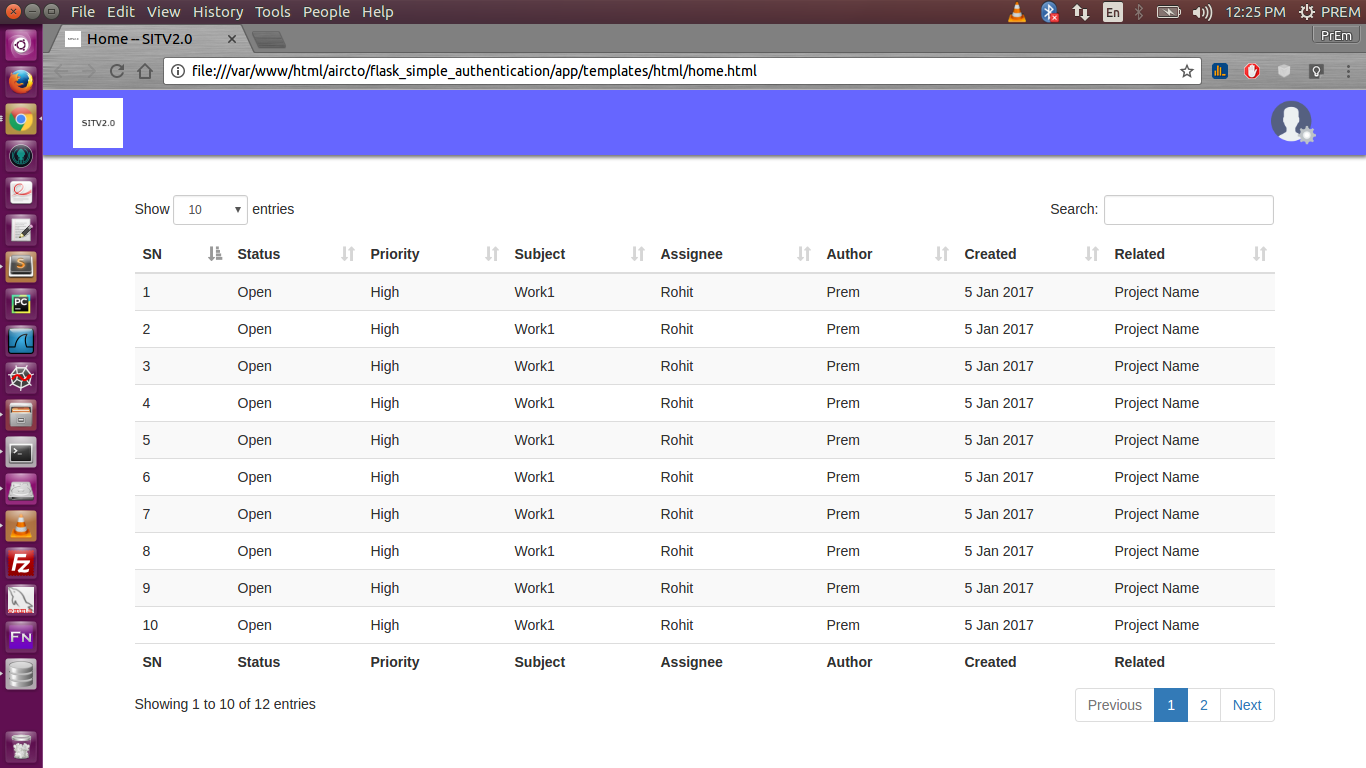 File Edit View History Tools People Help En 12:25 PM PREM
Home – SITV2.0 PrEm
file:///var/www/html/aircto/flask_simple_authentication/app/templates/html/home.html
SITV2.0
Show 10 entries Search:
SN Status Priority Subject Assignee Author Created Related
1 Open High Work1 Rohit Prem 5 Jan 2017 Project Name
2 Open High Work1 Rohit Prem 5 Jan 2017 Project Name
3 Open High Work1 Rohit Prem 5 Jan 2017 Project Name
4 Open High Work1 Rohit Prem 5 Jan 2017 Project Name
5 Open High Work1 Rohit Prem 5 Jan 2017 Project Name
6 Open High Work1 Rohit Prem 5 Jan 2017 Project Name
7 Open High Work1 Rohit Prem 5 Jan 2017 Project Name
8 Open High Work1 Rohit Prem 5 Jan 2017 Project Name
9 Open High Work1 Rohit Prem 5 Jan 2017 Project Name
10 Open High Work1 Rohit Prem 5 Jan 2017 Project Name
SN Status Priority Subject Assignee Author Created Related
Showing 1 to 10 of 12 entries Previous 1 2 Next
S
PC
Fz
Fn